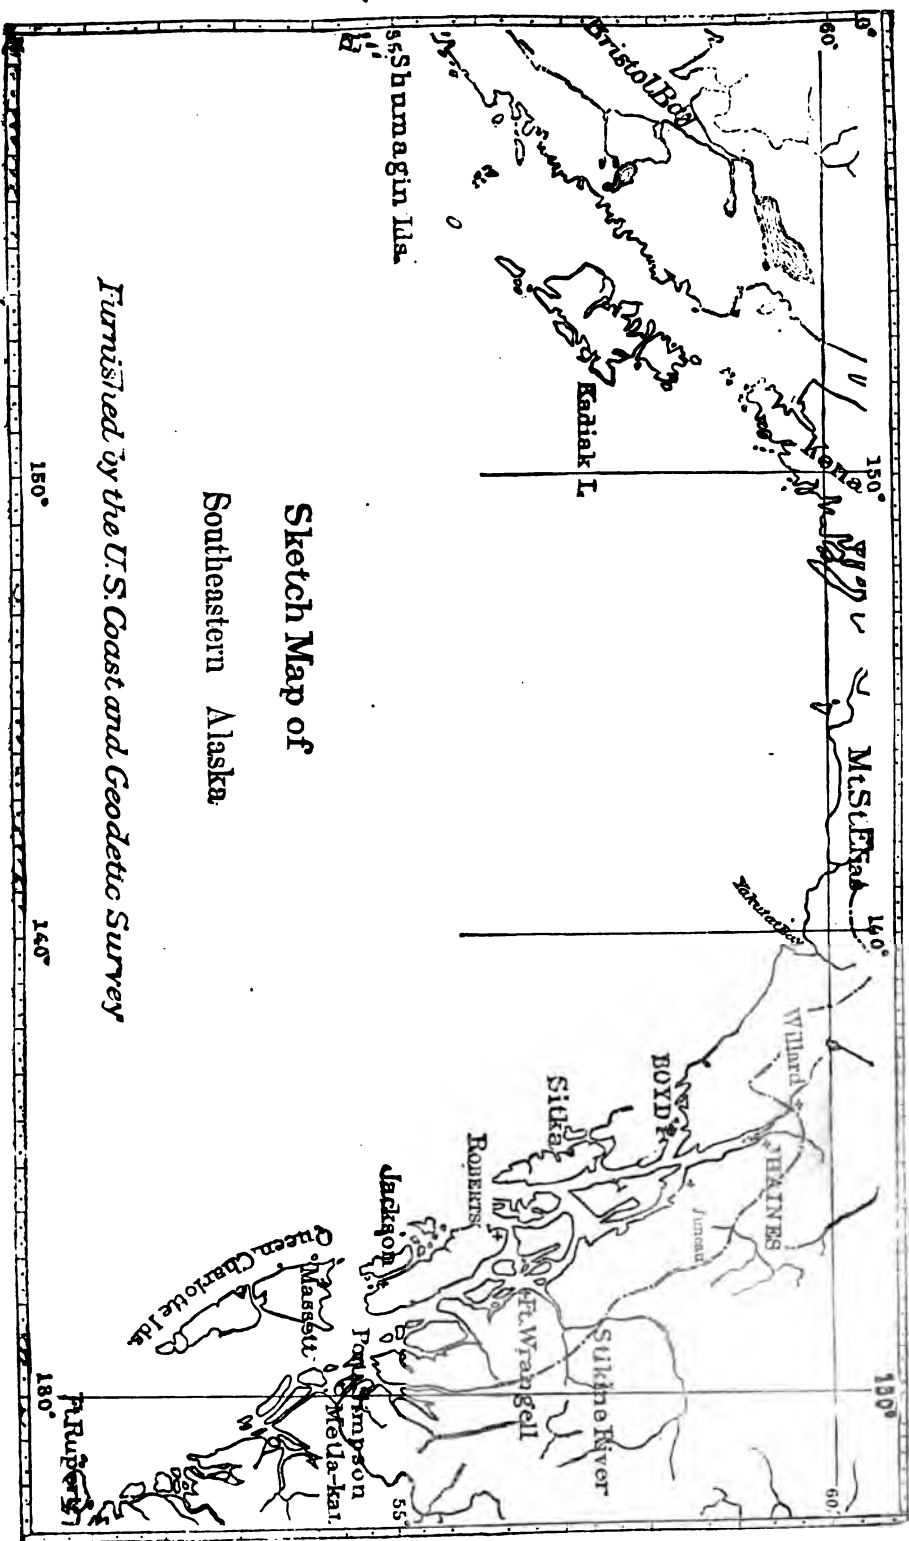 Sketch Map of
Southeastern Alaska
Furnished by the U.S. Coast and Geodetic Survey
Bristol Bay
Shumagin Ids.
Kadiak I
Kena
Mt St Elias
Yakutat Bay
Willard
HAINES
BOYD
Juneau
Sitka
ROBERTS
Jackson
Ft. Wrangell
Stikine River
Queen Charlotte Ids.
Massett
Port Simpson
Metla-kat.
Ft. Rupert
0°
60°
55°
150°
140°
130°
60°
55°
150°
140°
130°